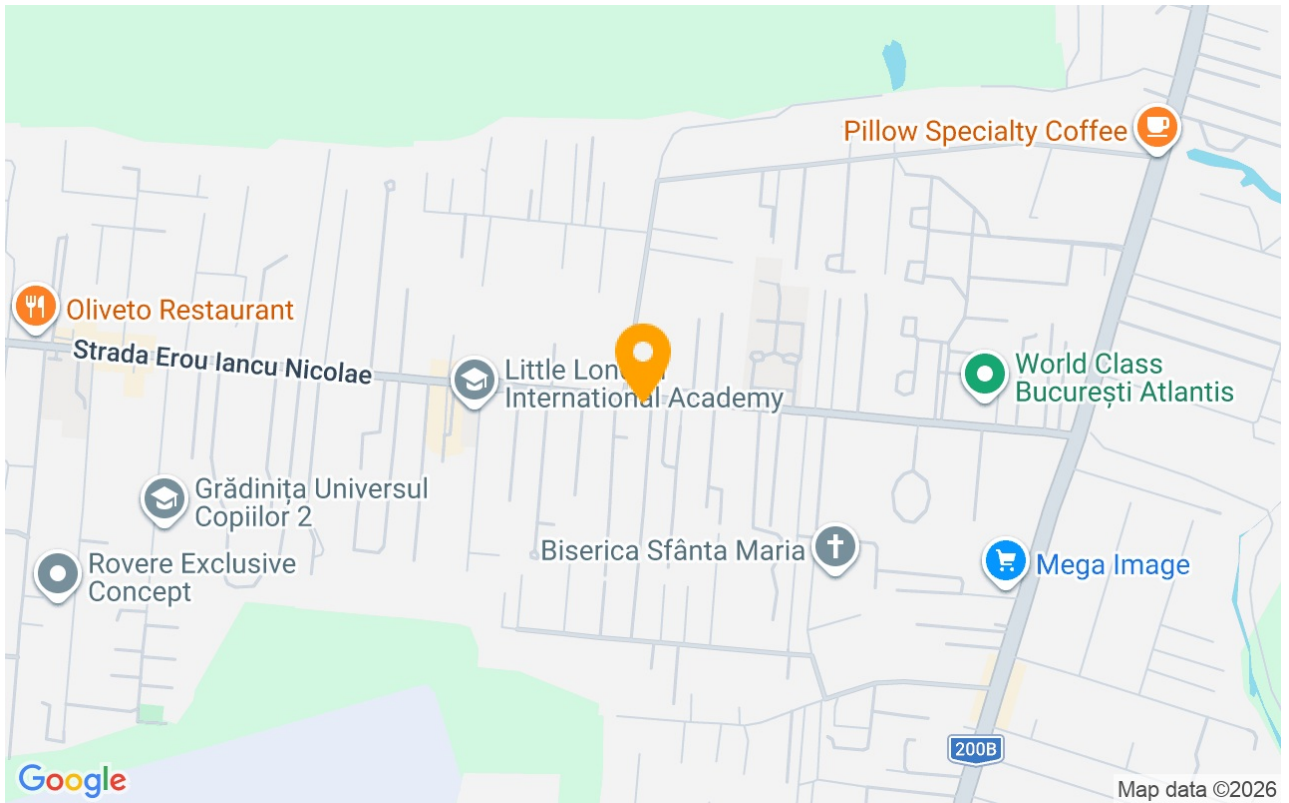 Pillow Specialty Coffee
Oliveto Restaurant
Strada Erou Iancu Nicolae
Little London
International Academy
World Class
București Atlantis
Grădinița Universul
Copiilor 2
Biserica Sfânta Maria
Rovere Exclusive
Concept
Mega Image
200B
Google
Map data ©2026